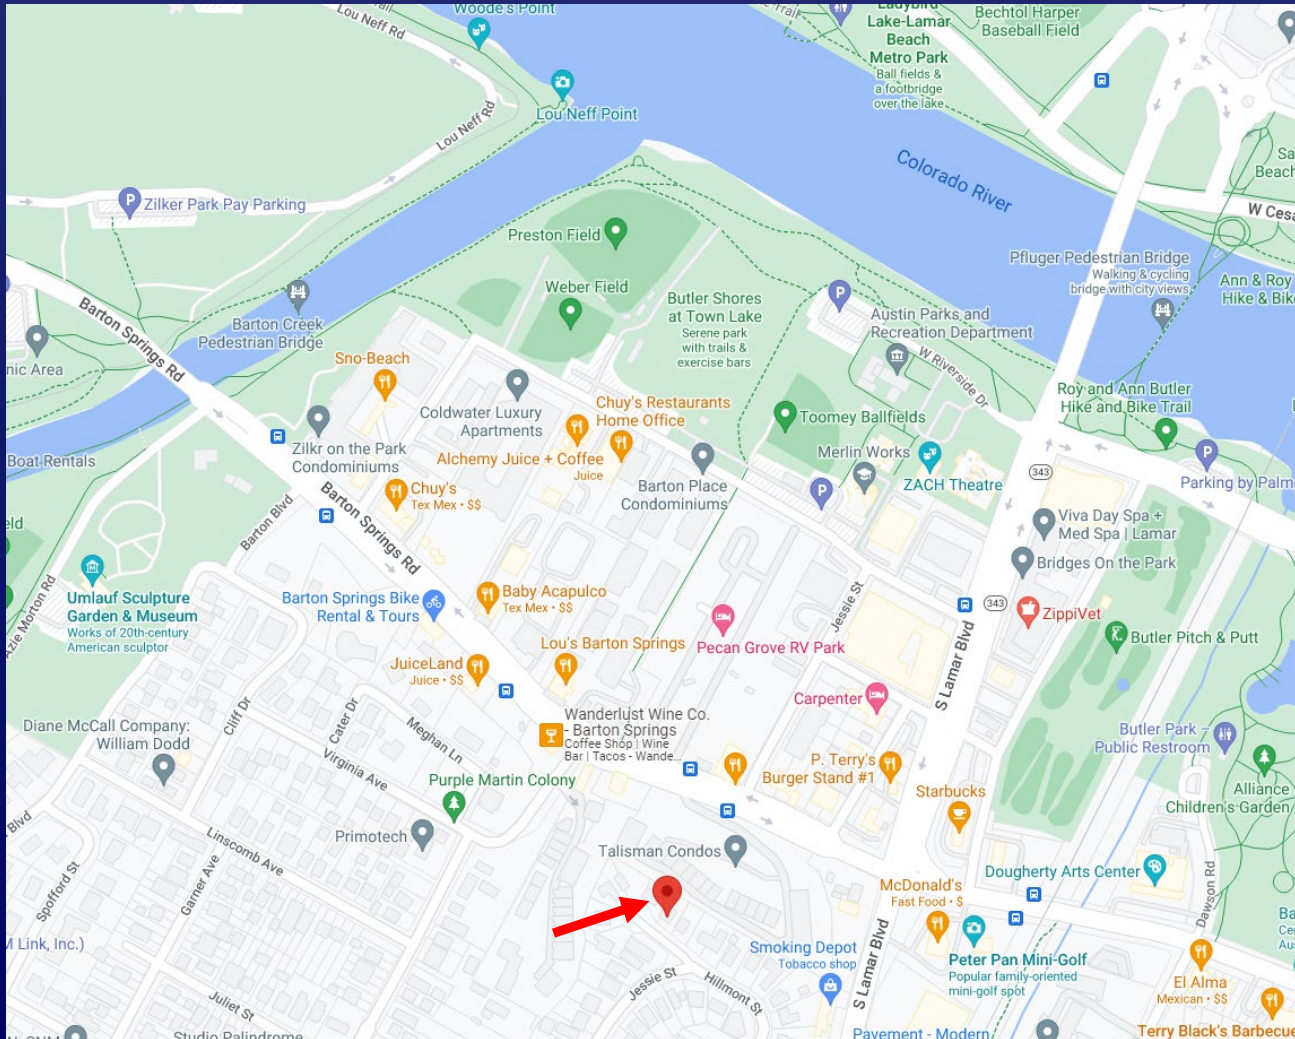 Woode's Point
Lou Neff Rd
Trail
Ladybird
Lake-Lamar
Beach
Metro Park
Ball fields &
a footbridge
over the lake
Bechtol Harper
Baseball Field
Lou Neff Point
Lou Neff Rd
Colorado River
Beach
W Cesa
P
Zilker Park Pay Parking
Preston Field
Weber Field
Butler Shores
at Town Lake
Serene park
with trails &
exercise bars
P
Austin Parks and
Recreation Department
Pfluger Pedestrian Bridge
Walking & cycling
bridge with city views
Ann & Roy
Hike & Bike
Barton Springs Rd
Barton Creek
Pedestrian Bridge
nic Area
Sno-Beach
W Riverside Dr
Coldwater Luxury
Apartments
Chuy's Restaurants
Home Office
Alchemy Juice + Coffee
Juice
Toomey Ballfields
Roy and Ann Butler
Hike and Bike Trail
Boat Rentals
Zilkr on the Park
Condominiums
Barton Place
Condominiums
Merlin Works
ZACH Theatre
P
343
P
Parking by Palm
Chuy's
Tex Mex • $$
Barton Springs Rd
Barton Blvd
Viva Day Spa +
Med Spa | Lamar
Bridges On the Park
Azie Morton Rd
Umlauf Sculpture
Garden & Museum
Works of 20th-century
American sculptor
Barton Springs Bike
Rental & Tours
Baby Acapulco
Tex Mex • $$
Jessie St
343
ZippiVet
Butler Pitch & Putt
Lou's Barton Springs
Pecan Grove RV Park
JuiceLand
Juice • $$
S Lamar Blvd
Carpenter
Diane McCall Company:
William Dodd
Cliff Dr
Cater Dr
Meghan Ln
Wanderlust Wine Co.
- Barton Springs
Coffee Shop | Wine
Bar | Tacos - Wande...
Butler Park -
Public Restroom
Virginia Ave
Purple Martin Colony
P. Terry's
Burger Stand #1
Starbucks
Alliance
Children's Garden
Blvd
Linscomb Ave
Primotech
Talisman Condos
Dougherty Arts Center
Spofford St
Garner Ave
McDonald's
Fast Food • $
Dawson Rd
M Link, Inc.)
Smoking Depot
Tobacco shop
S Lamar Blvd
Peter Pan Mini-Golf
Popular family-oriented
mini-golf spot
El Alma
Mexican • $$
Jessie St
Hillmont St
Juliet St
Studio Palindrome
Pavement - Modern
Terry Black's Barbecue